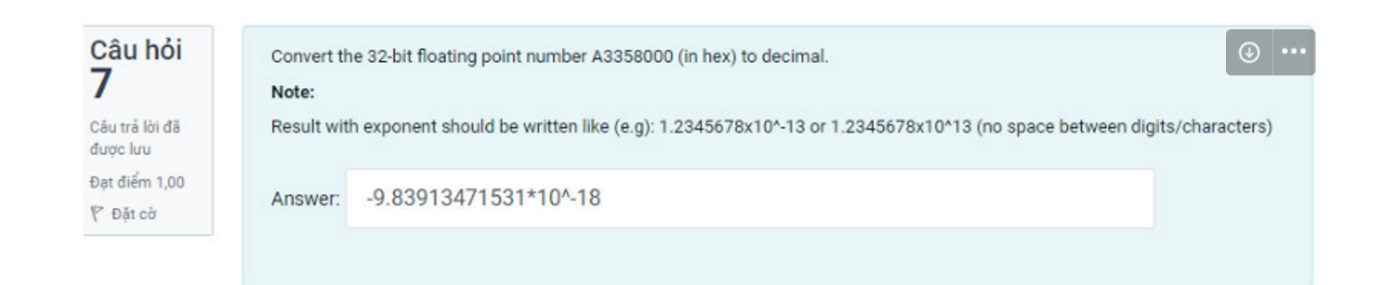 Câu hỏi
7
Câu trả lời đã
được lưu
Đạt điểm 1,00
Đặt cờ
Convert the 32-bit floating point number A3358000 (in hex) to decimal.
Note:
Result with exponent should be written like (e.g): 1.2345678x10^-13 or 1.2345678x10^13 (no space between digits/characters)
Answer: -9.83913471531*10^-18